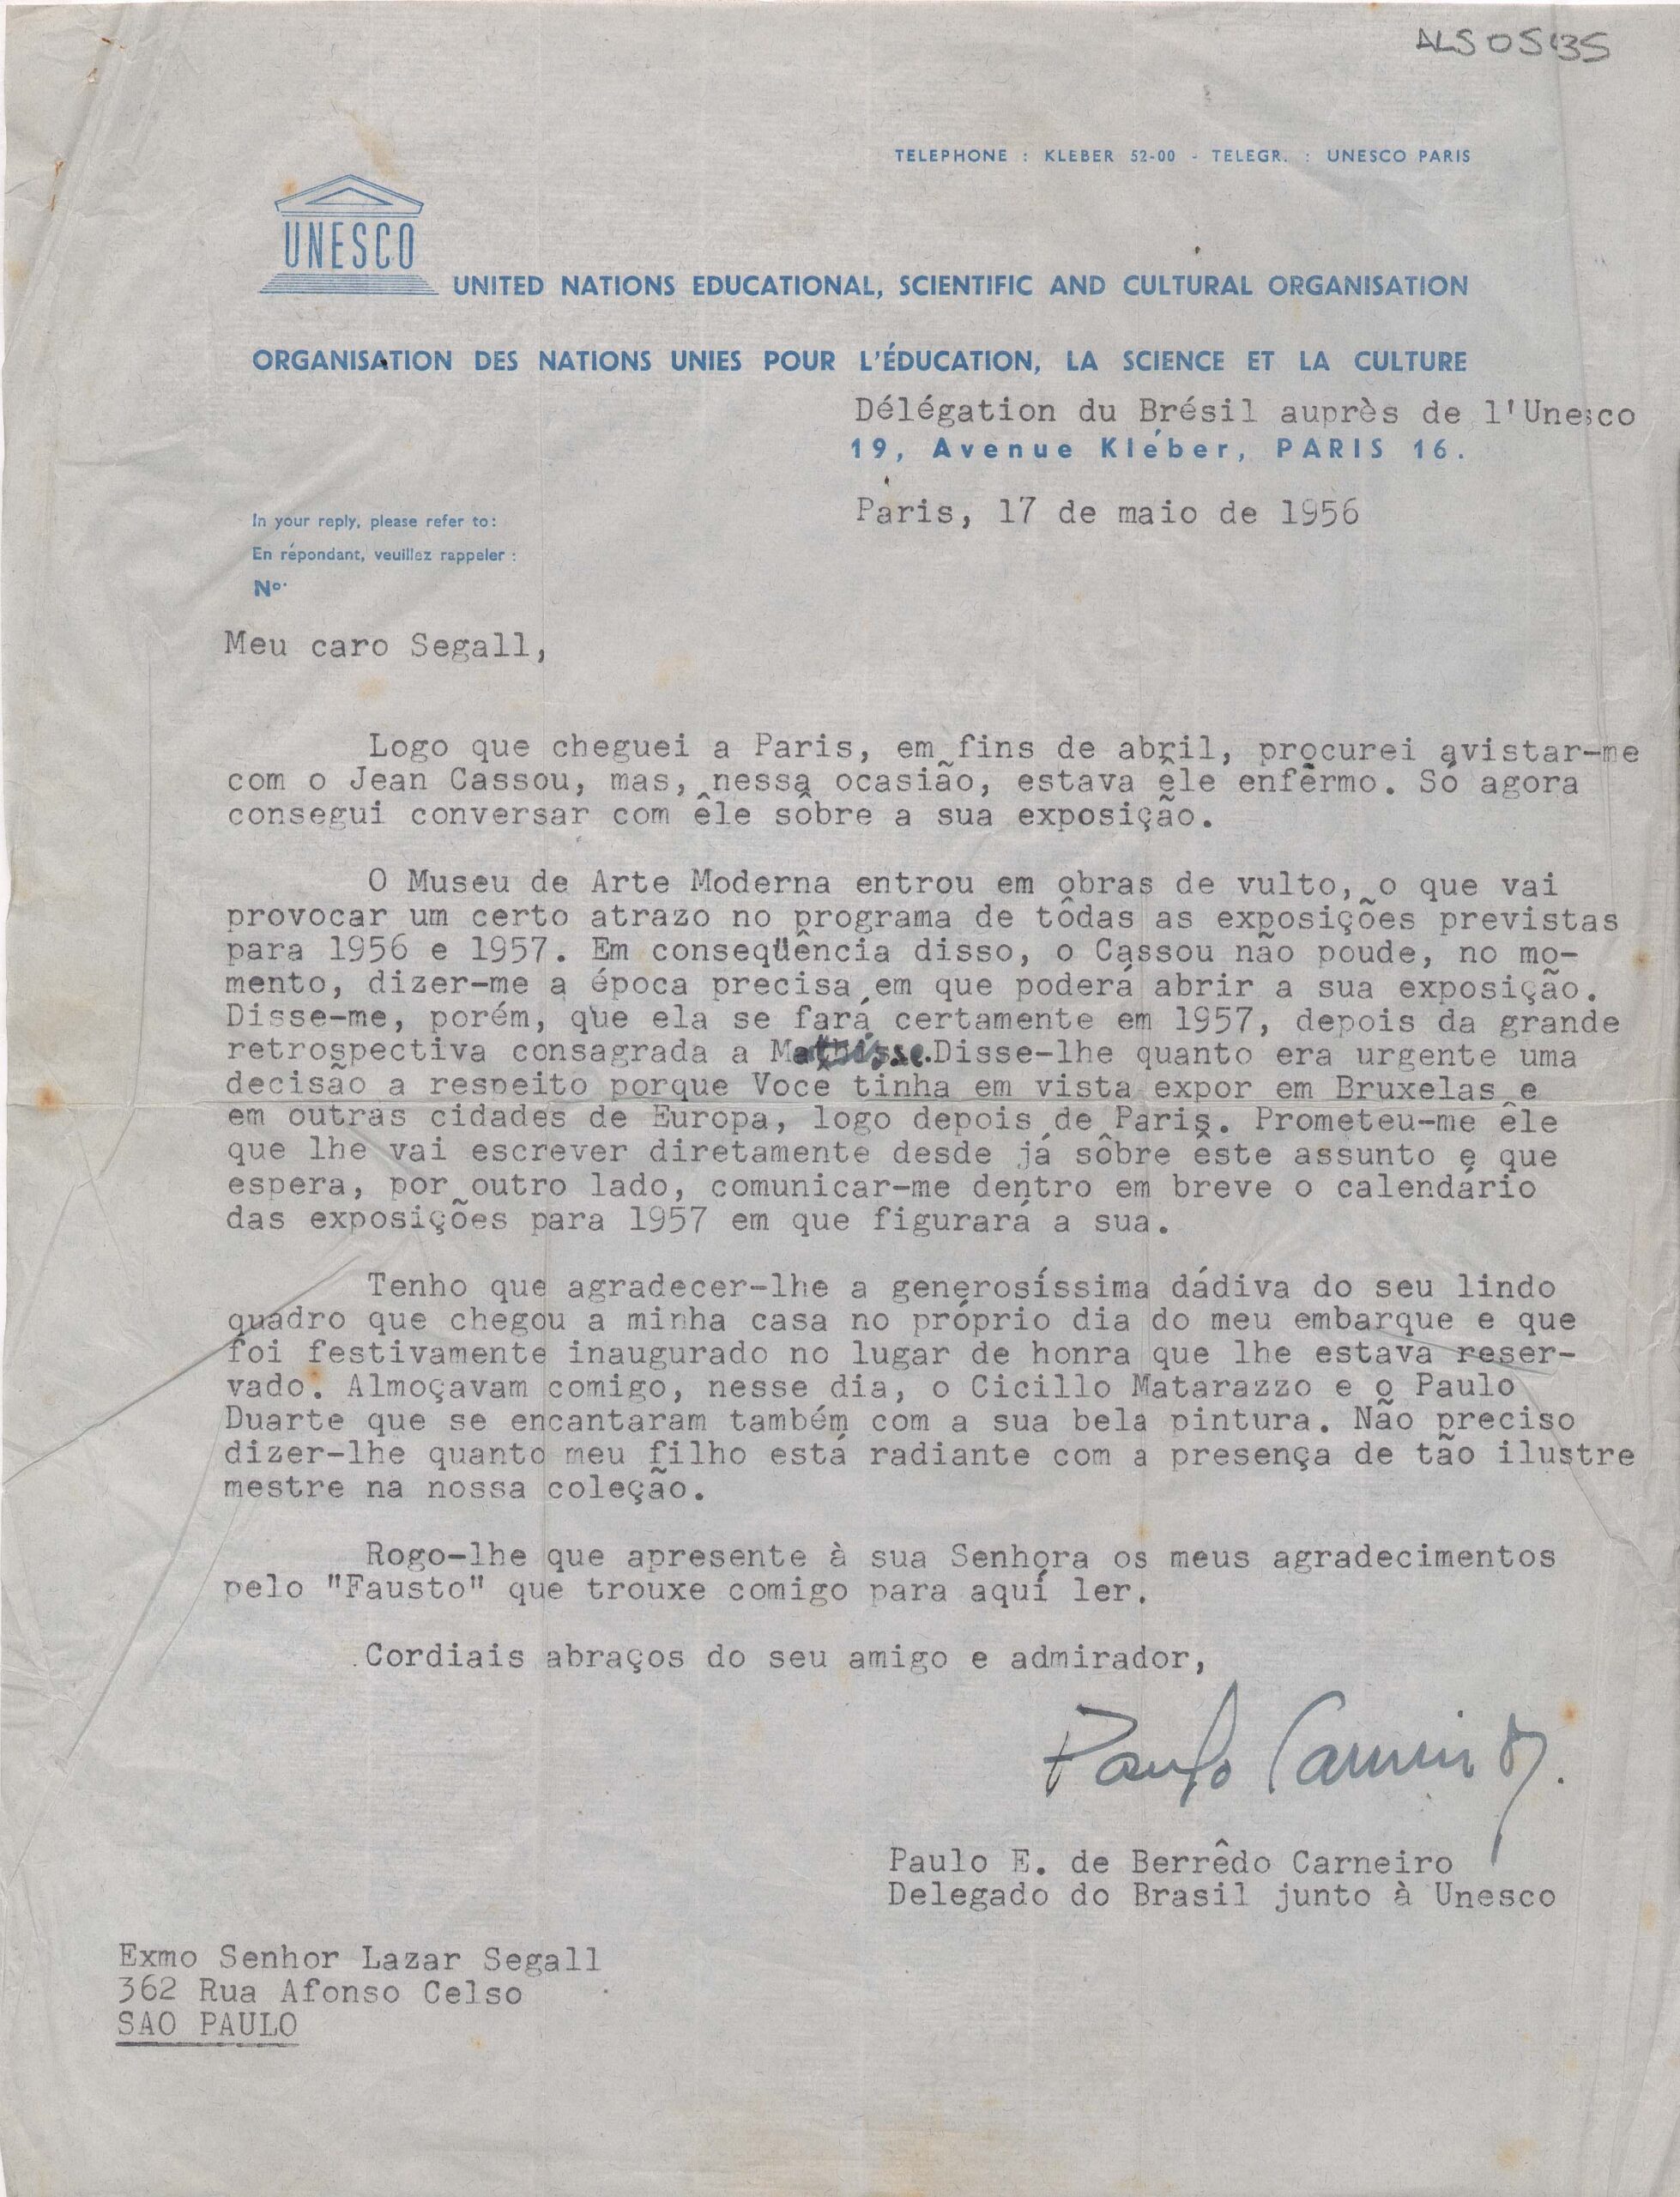 ALS 05435
TELEPHONE : KLEBER 52-00 - TELEGR. : UNESCO PARIS
UNESCO
UNITED NATIONS EDUCATIONAL, SCIENTIFIC AND CULTURAL ORGANISATION
ORGANISATION DES NATIONS UNIES POUR L'ÉDUCATION, LA SCIENCE ET LA CULTURE
Délégation du Brésil auprès de l'Unesco
19, Avenue Kléber, PARIS 16.
Paris, 17 de maio de 1956
In your reply, please refer to:
En répondant, veuillez rappeler :
No.
Meu caro Segall,
Logo que cheguei a Paris, em fins de abril, procurei avistar-me
com o Jean Cassou, mas, nessa ocasião, estava êle enfêrmo. Só agora
consegui conversar com êle sôbre a sua exposição.
O Museu de Arte Moderna entrou em obras de vulto, o que vai
provocar um certo atrazo no programa de tôdas as exposições previstas
para 1956 e 1957. Em conseqüência disso, o Cassou não poude, no mo-
mento, dizer-me a época precisa em que poderá abrir a sua exposição.
Disse-me, porém, que ela se fará certamente em 1957, depois da grande
retrospectiva consagrada a Matisse.Disse-lhe quanto era urgente uma
decisão a respeito porque Voce tinha em vista expor em Bruxelas e
em outras cidades de Europa, logo depois de Paris. Prometeu-me êle
que lhe vai escrever diretamente desde já sôbre êste assunto e que
espera, por outro lado, comunicar-me dentro em breve o calendário
das exposições para 1957 em que figurará a sua.
Tenho que agradecer-lhe a generosíssima dádiva do seu lindo
quadro que chegou a minha casa no próprio dia do meu embarque e que
foi festivamente inaugurado no lugar de honra que lhe estava reser-
vado. Almoçavam comigo, nesse dia, o Cicillo Matarazzo e o Paulo
Duarte que se encantaram também com a sua bela pintura. Não preciso
dizer-lhe quanto meu filho está radiante com a presença de tão ilustre
mestre na nossa coleção.
Rogo-lhe que apresente à sua Senhora os meus agradecimentos
pelo "Fausto" que trouxe comigo para aquí ler.
Cordiais abraços do seu amigo e admirador,
Paulo Carneiro
Paulo E. de Berrêdo Carneiro
Delegado do Brasil junto à Unesco
Exmo Senhor Lazar Segall
362 Rua Afonso Celso
SAO PAULO